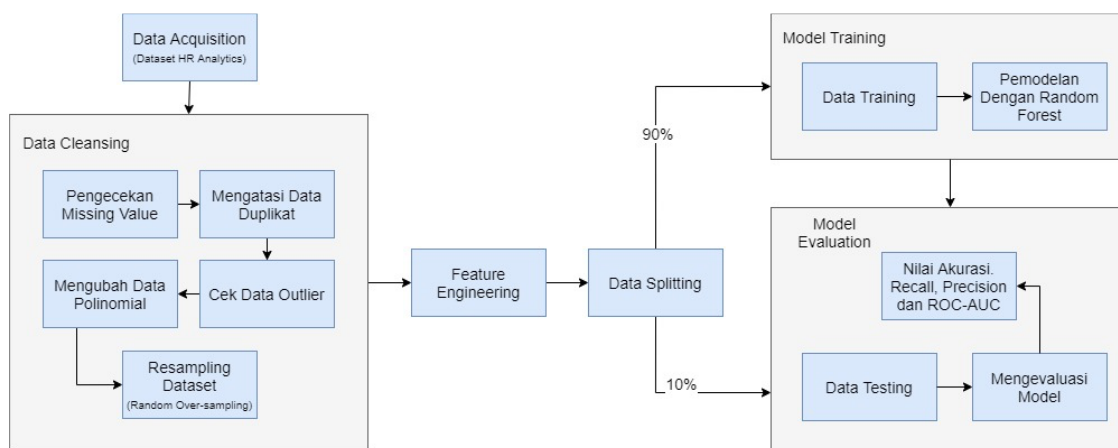 Data Acquisition
(Dataset HR Analytics)
Data Cleansing
Pengecekan
Missing Value
Mengatasi Data
Duplikat
Cek Data Outlier
Mengubah Data
Polinomial
Resampling
Dataset
(Random Over-sampling)
Feature
Engineering
Data Splitting
90%
10%
Model Training
Data Training
Pemodelan
Dengan Random
Forest
Model
Evaluation
Data Testing
Mengevaluasi
Model
Nilai Akurasi.
Recall, Precision
dan ROC-AUC